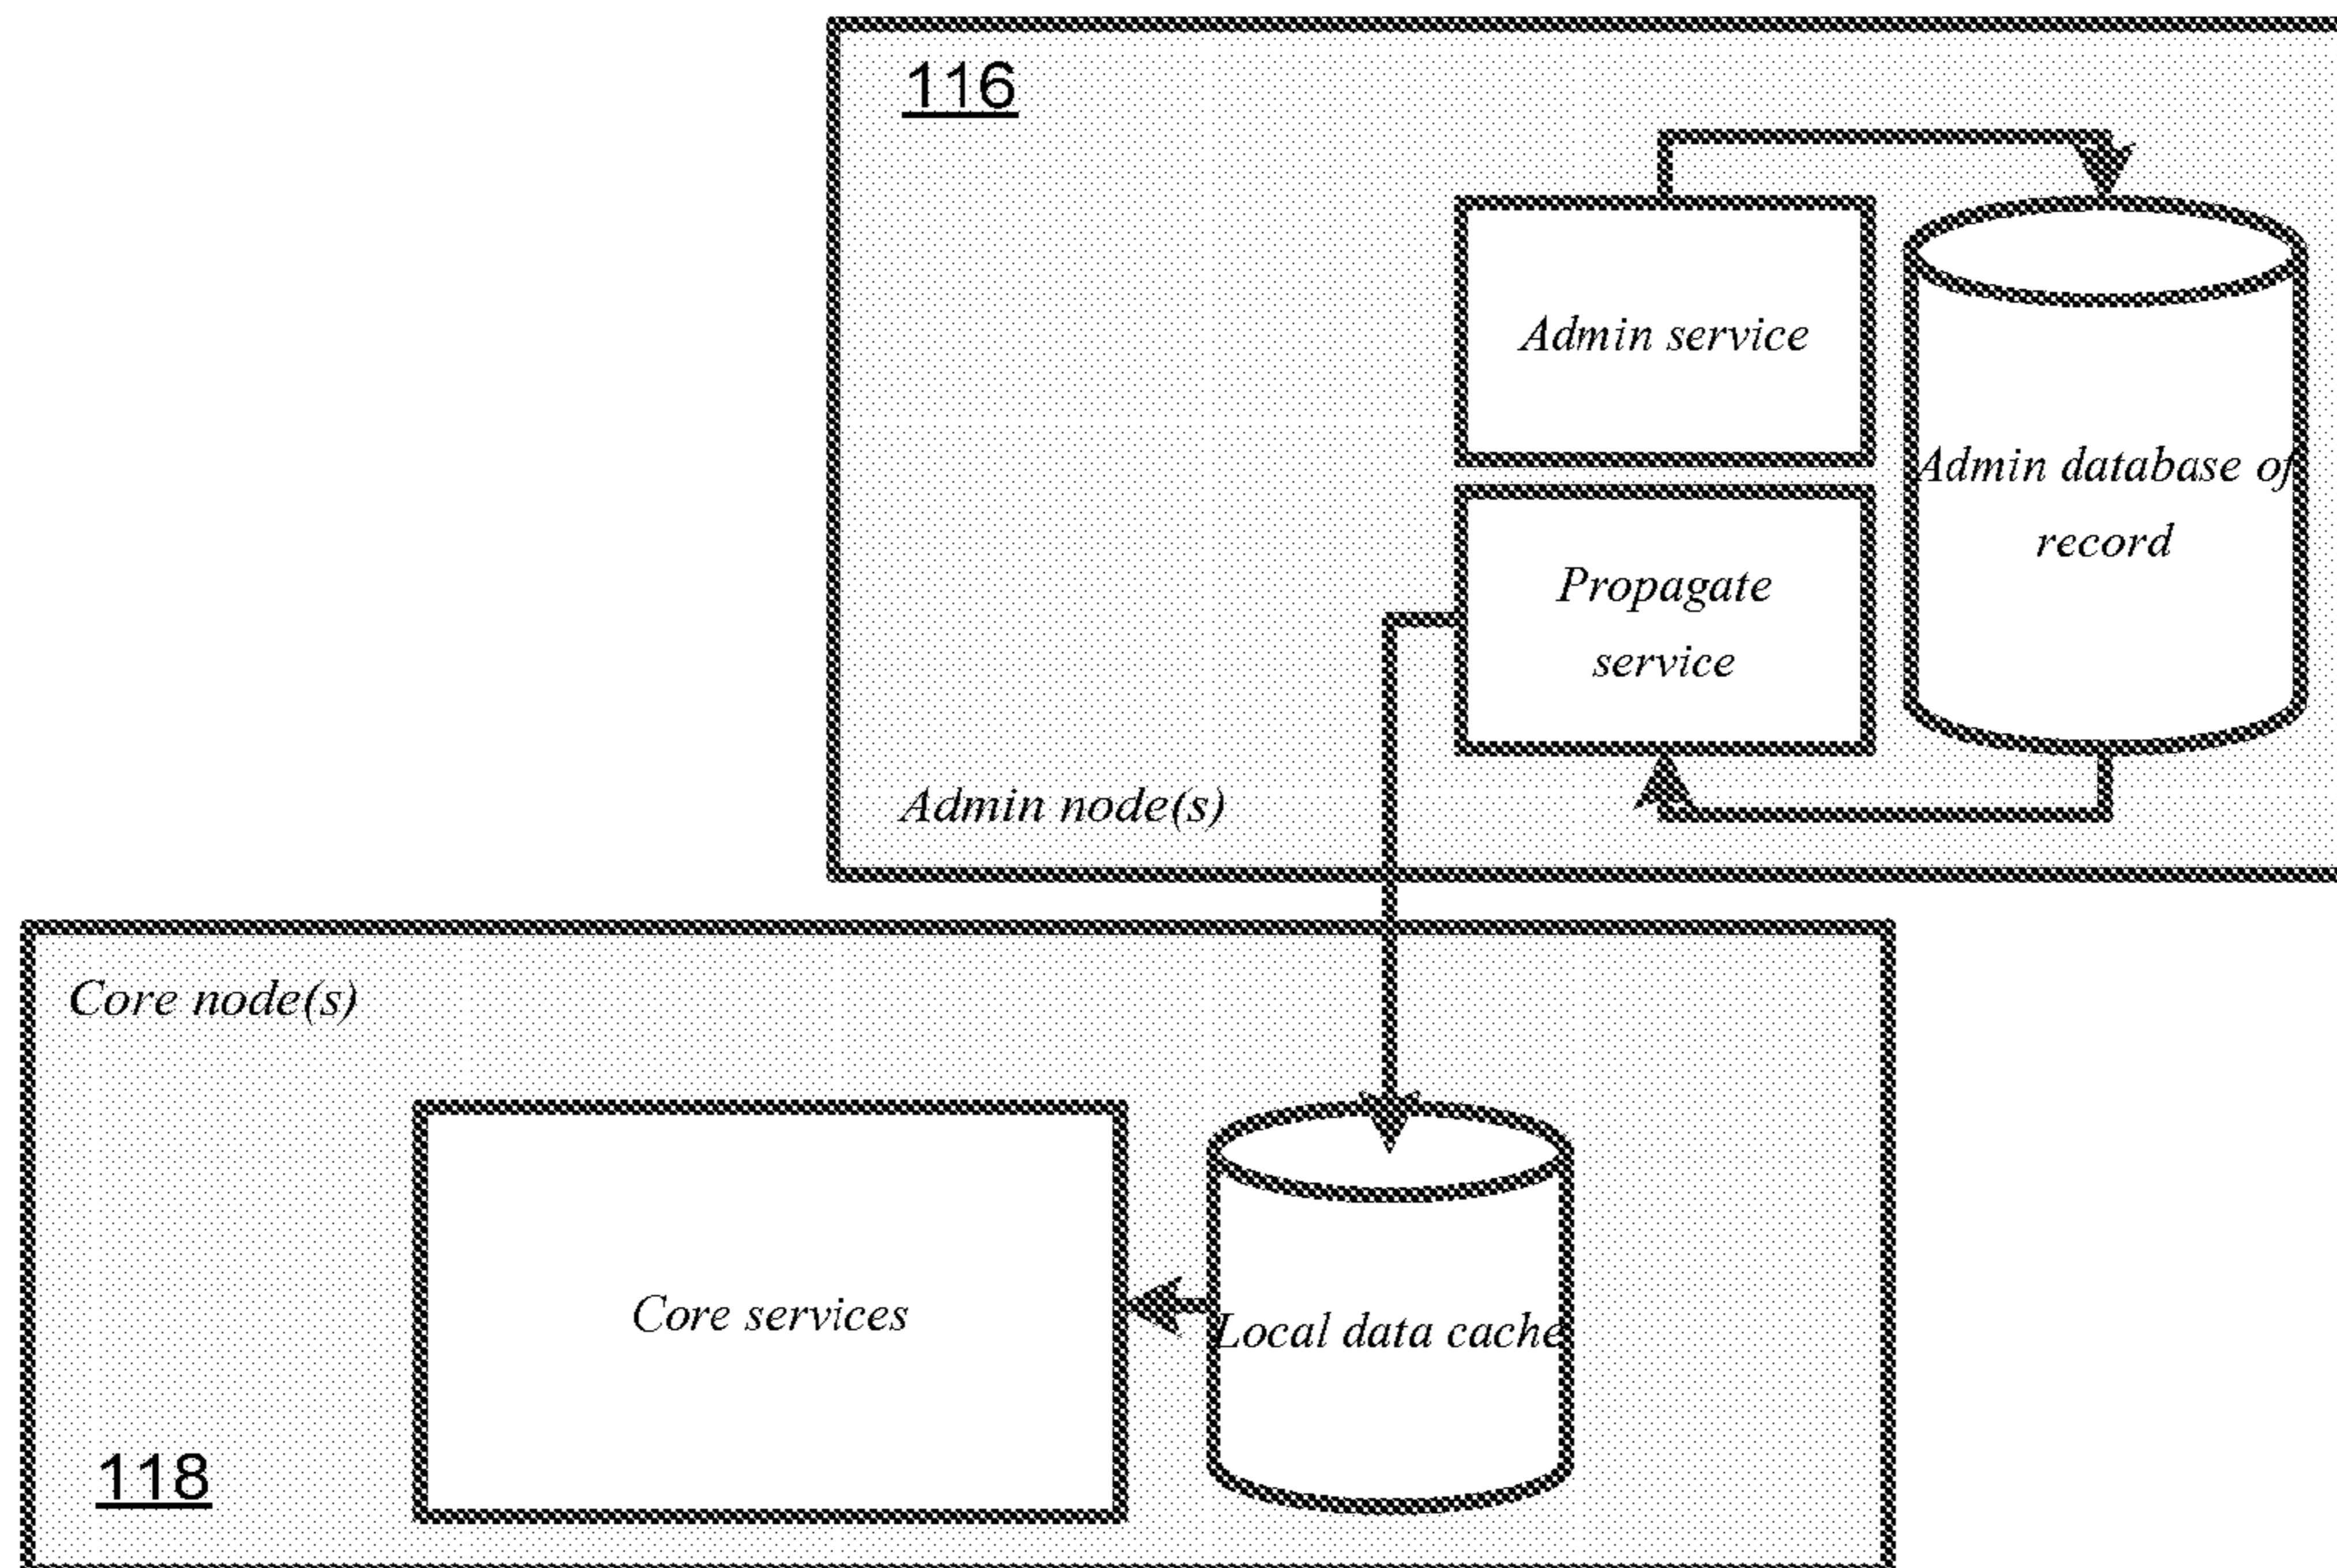 116
Admin service
Admin database of
record
Propagate
service
Admin node(s)
Core node(s)
Core services
Local data cache
118